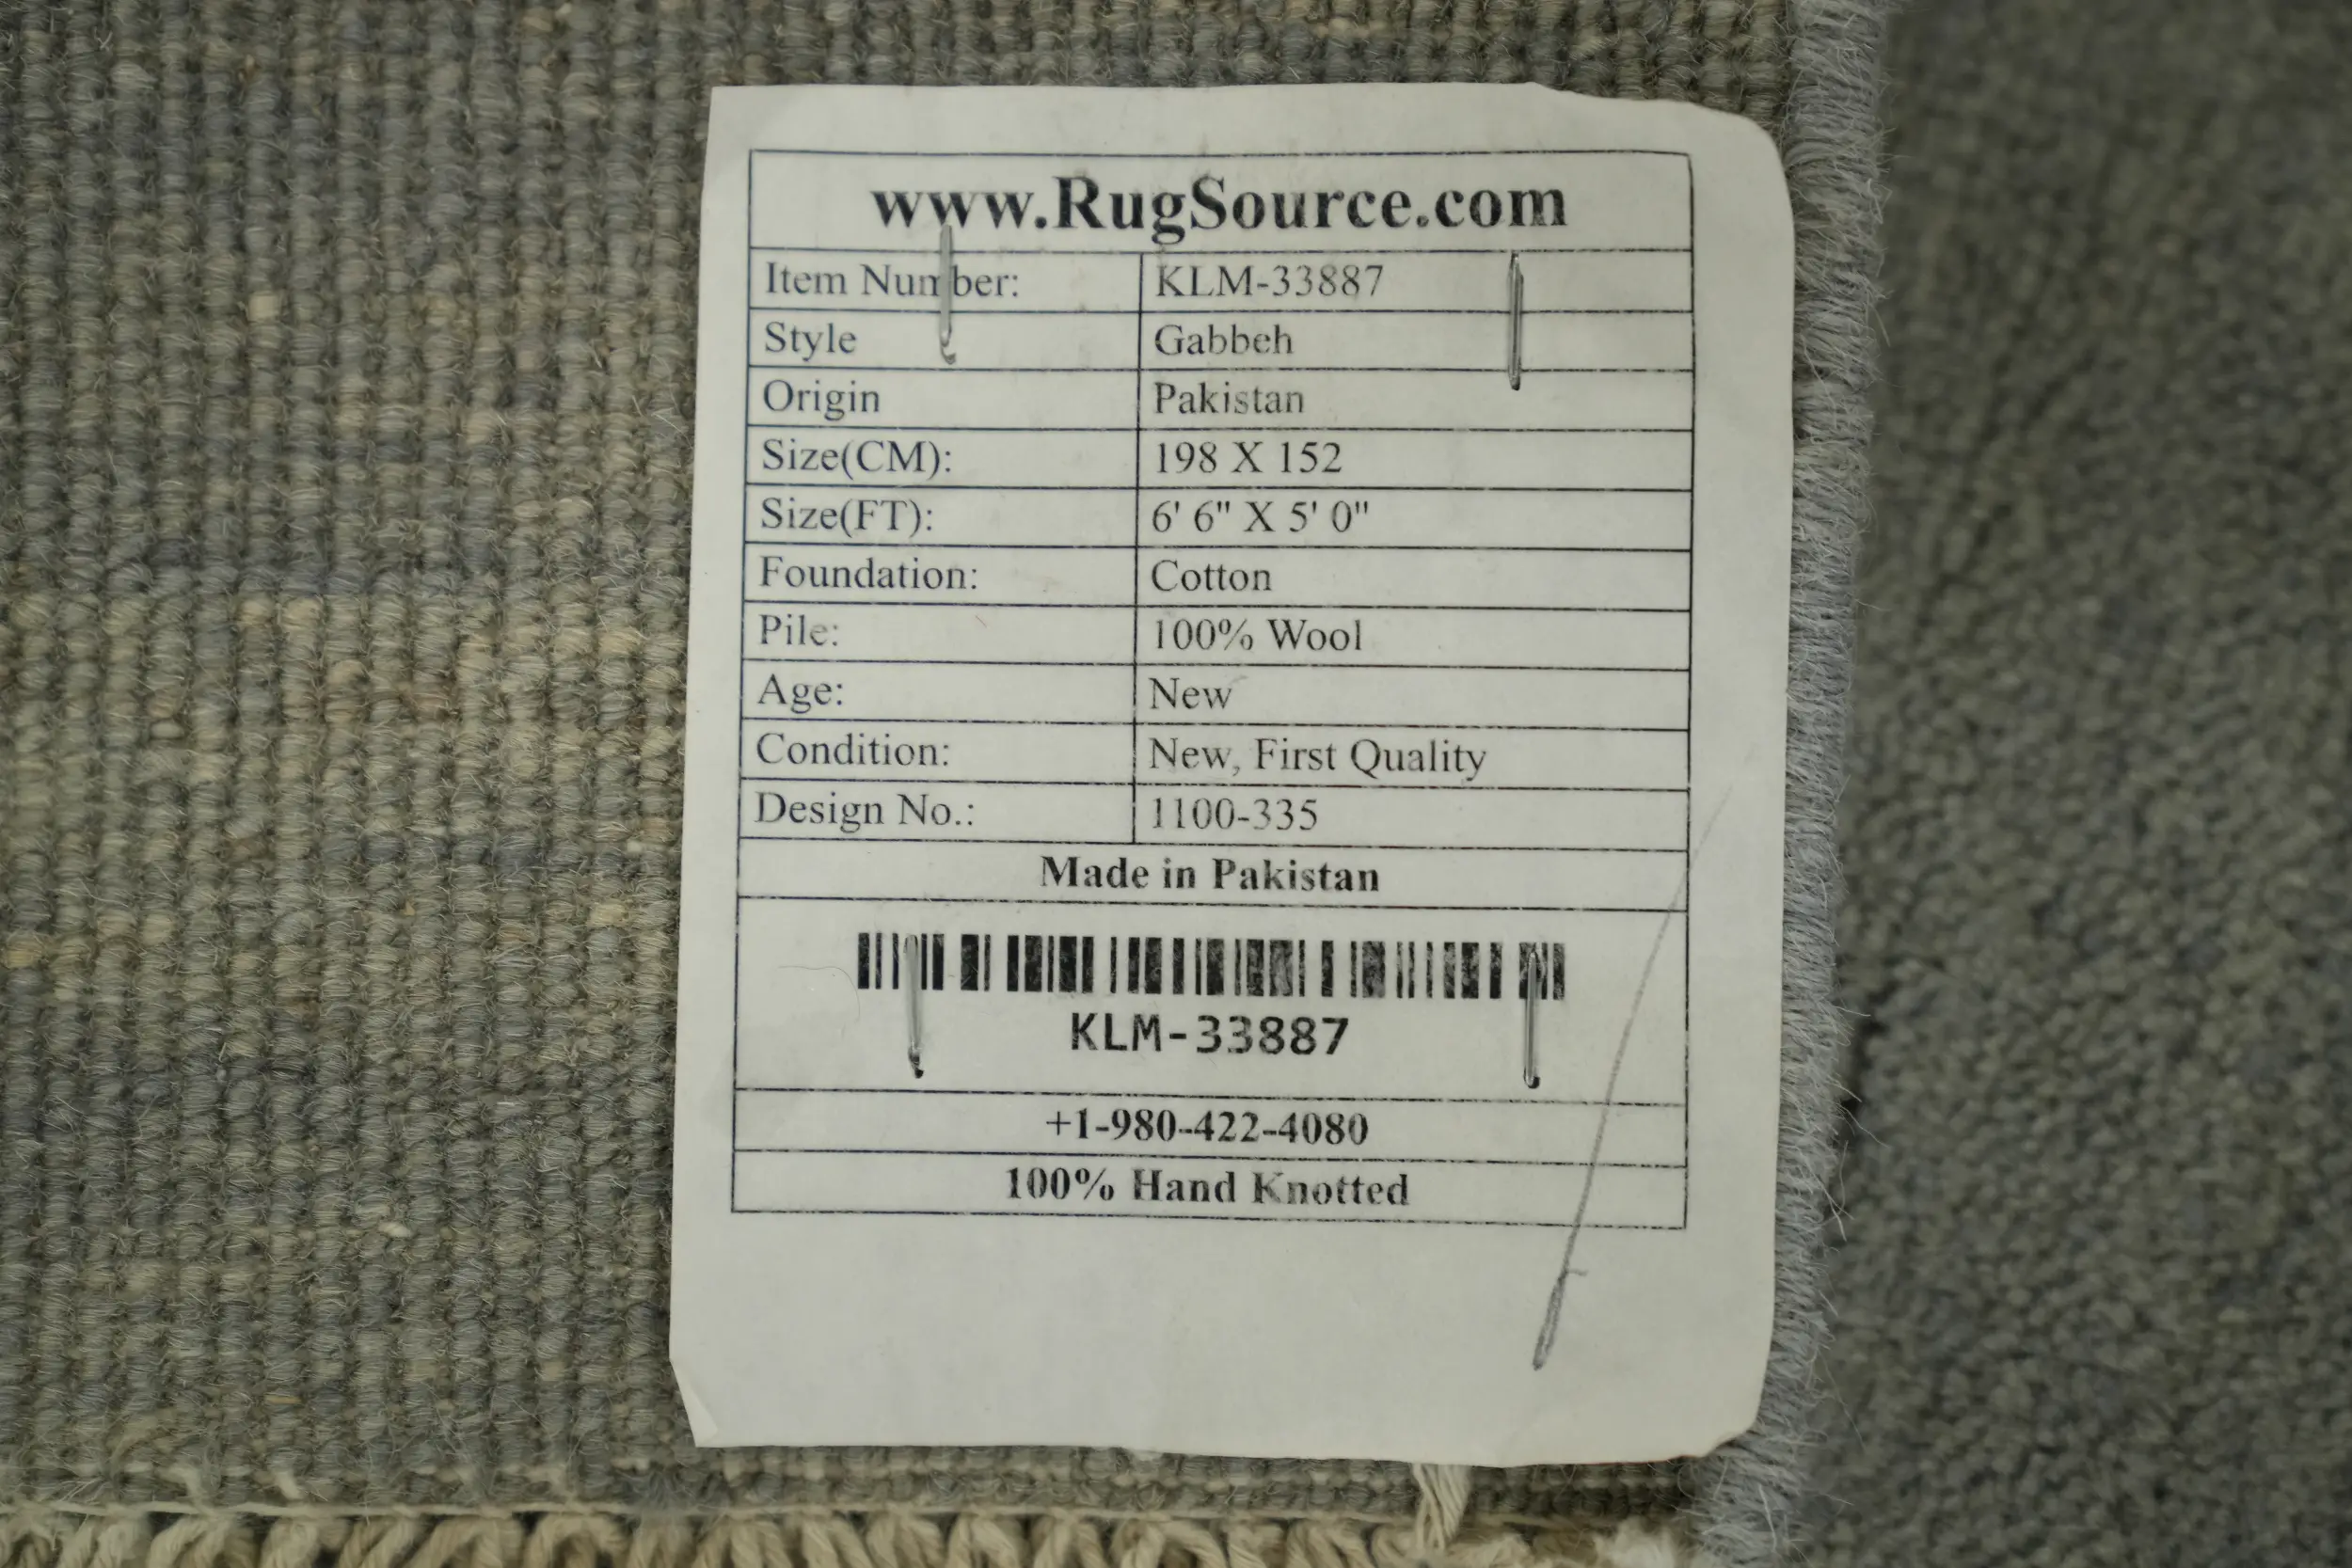 www.RugSource.com
Item Number: KLM-33887
Style Gabbeh
Origin Pakistan
Size(CM): 198 X 152
Size(FT): 6' 6" X 5' 0"
Foundation: Cotton
Pile: 100% Wool
Age: New
Condition: New, First Quality
Design No.: 1100-335
Made in Pakistan
KLM-33887
+1-980-422-4080
100% Hand Knotted